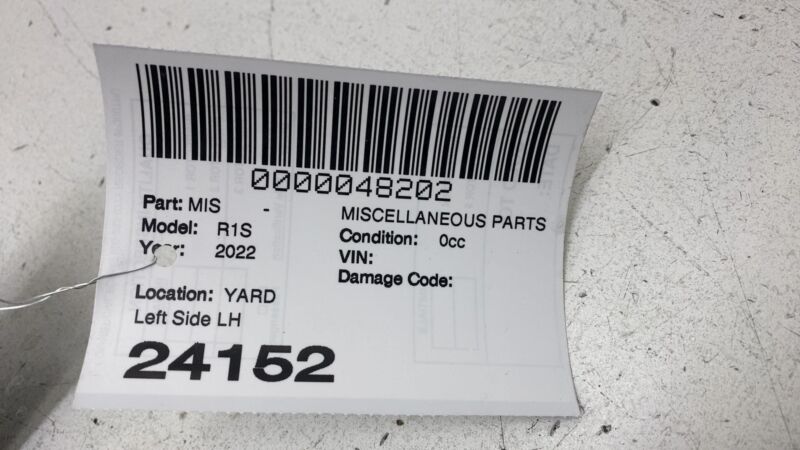 0000048202
Part: MIS - MISCELLANEOUS PARTS
Model: R1S Condition: 0cc
Year: 2022 VIN:
Damage Code:
Location: YARD
Left Side LH
24152